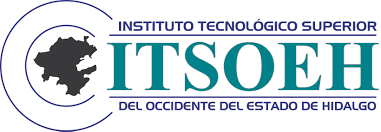 INSTITUTO TECNOLÓGICO SUPERIOR
ITSOEH
DEL OCCIDENTE DEL ESTADO DE HIDALGO